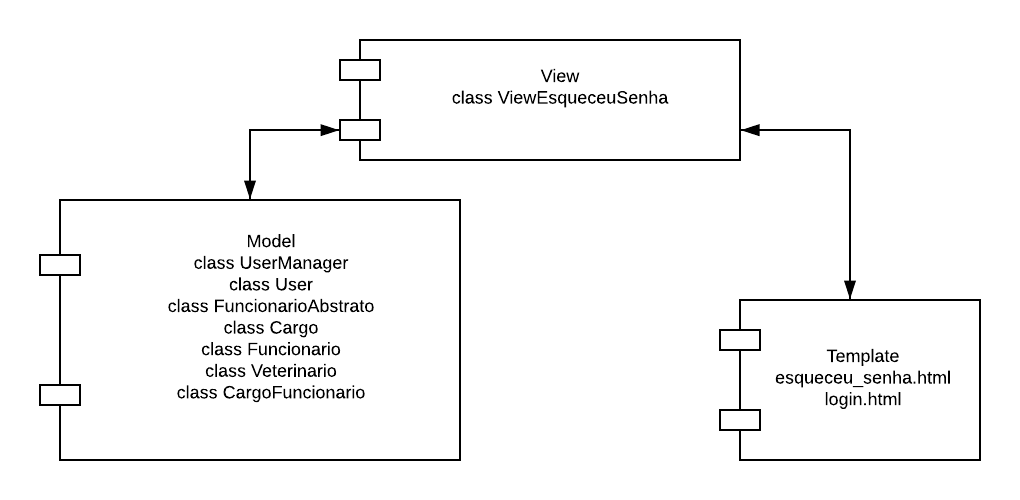 View
class ViewEsqueceuSenha
Model
class UserManager
class User
class FuncionarioAbstrato
class Cargo
class Funcionario
class Veterinario
class CargoFuncionario
Template
esqueceu_senha.html
login.html